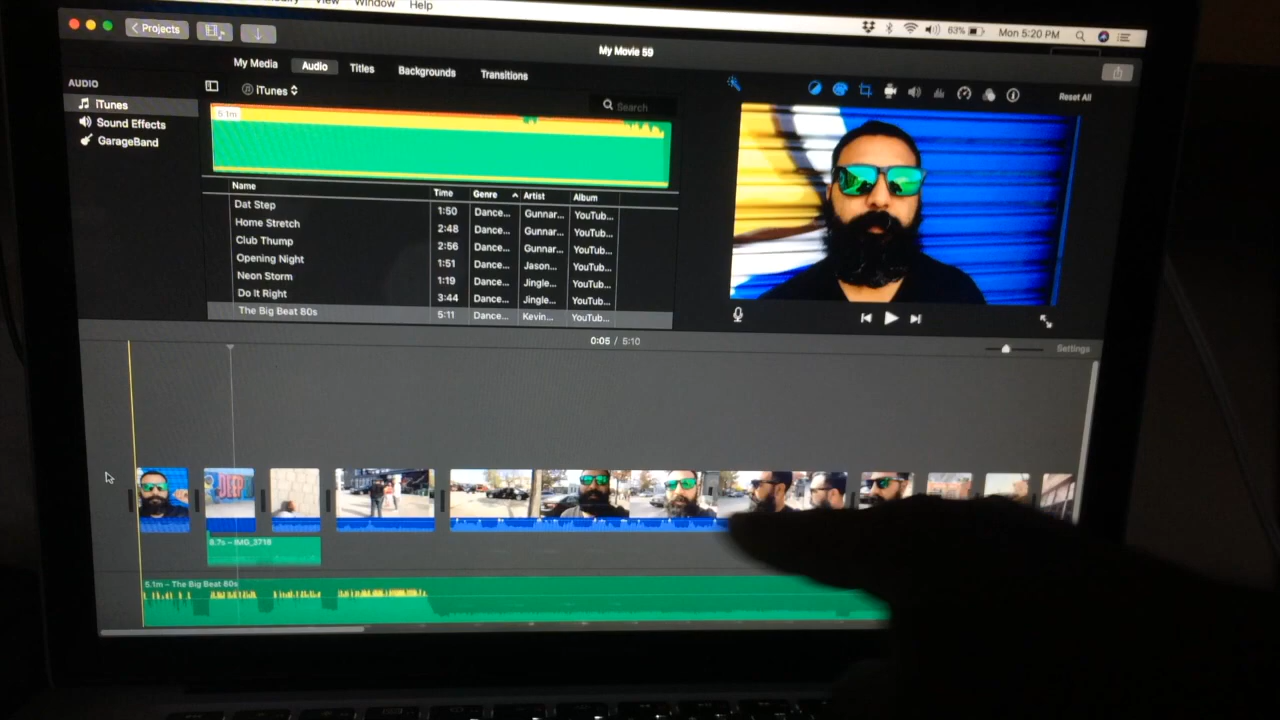 View Window Help
Projects
63% Mon 5:20 PM
My Movie 59
My Media Audio Titles Backgrounds Transitions
AUDIO
iTunes
Sound Effects
GarageBand
iTunes
Search
5.1m
Reset All
Name Time Genre Artist Album
Dat Step 1:50 Dance... Gunnar... YouTub...
Home Stretch 2:48 Dance... Gunnar... YouTub...
Club Thump 2:56 Dance... Gunnar... YouTub...
Opening Night 1:51 Dance... Jason... YouTub...
Neon Storm 1:19 Dance... Jingle... YouTub...
Do It Right 3:44 Dance... Jingle... YouTub...
The Big Beat 80s 5:11 Dance... Kevin... YouTub...
0:05 / 5:10
Settings
DEEP
8.7s – IMG_3718
5.1m – The Big Beat 80s